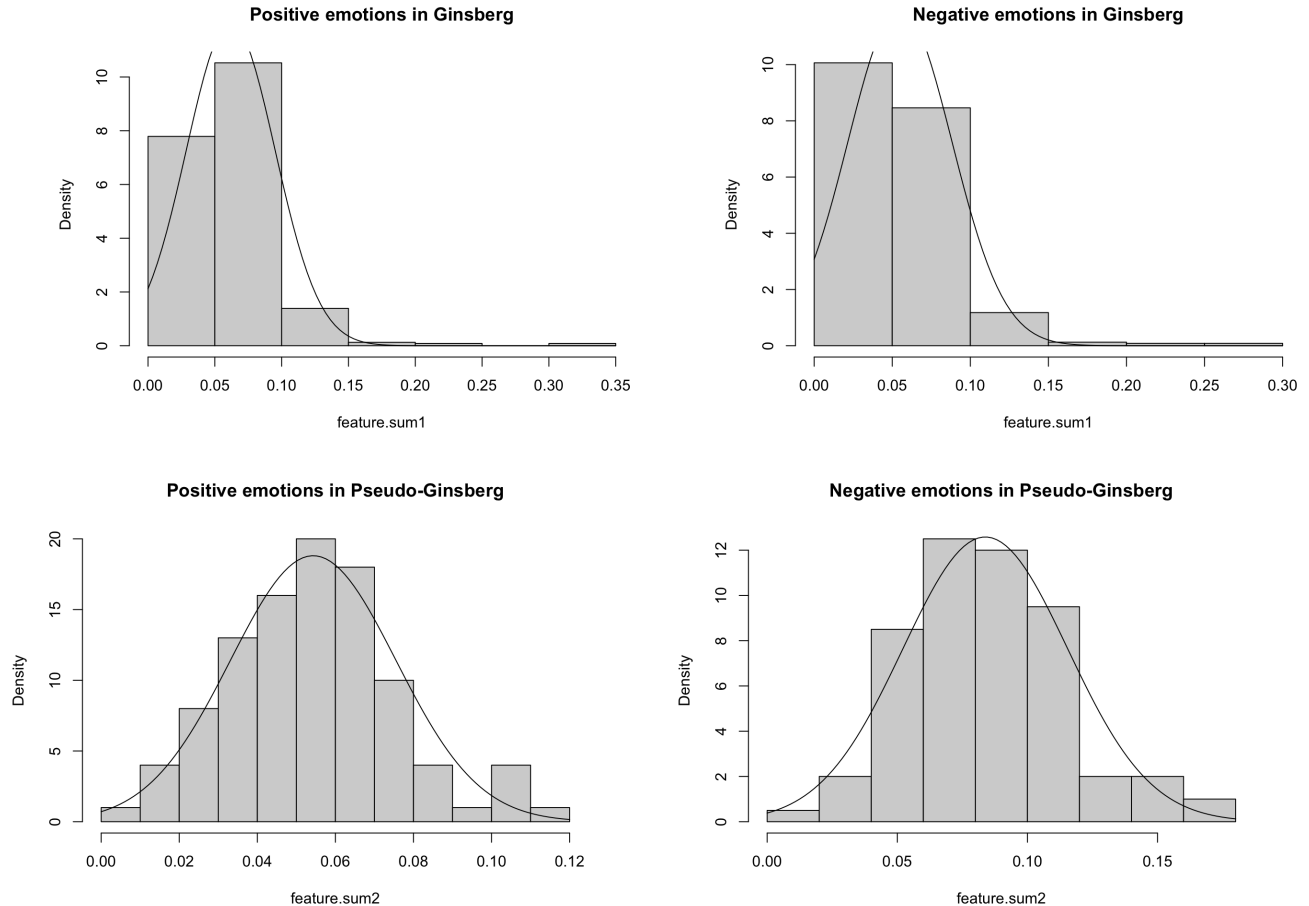 Positive emotions in Ginsberg
Density
10
8
6
4
2
0
0.00 0.05 0.10 0.15 0.20 0.25 0.30 0.35
feature.sum1
Negative emotions in Ginsberg
Density
10
8
6
4
2
0
0.00 0.05 0.10 0.15 0.20 0.25 0.30
feature.sum1
Positive emotions in Pseudo-Ginsberg
Density
20
15
10
5
0
0.00 0.02 0.04 0.06 0.08 0.10 0.12
feature.sum2
Negative emotions in Pseudo-Ginsberg
Density
12
10
8
6
4
2
0
0.00 0.05 0.10 0.15
feature.sum2